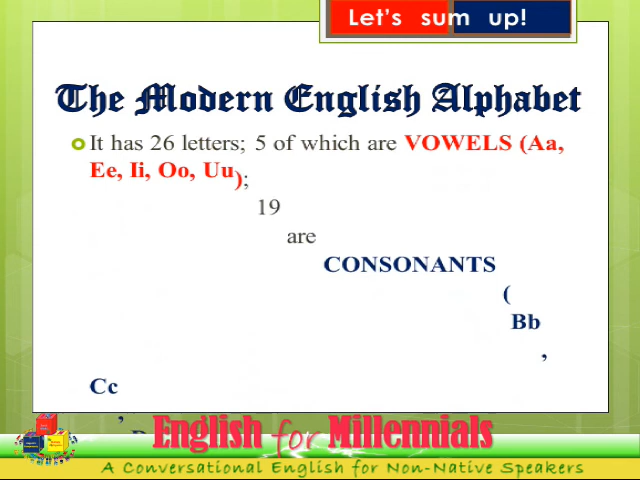 Let's sum up!
The Modern English Alphabet
It has 26 letters; 5 of which are VOWELS (Aa,
Ee, Ii, Oo, Uu);
19
are
CONSONANTS
(
Bb
,
Cc
,
English for Millennials
A Conversational English for Non-Native Speakers